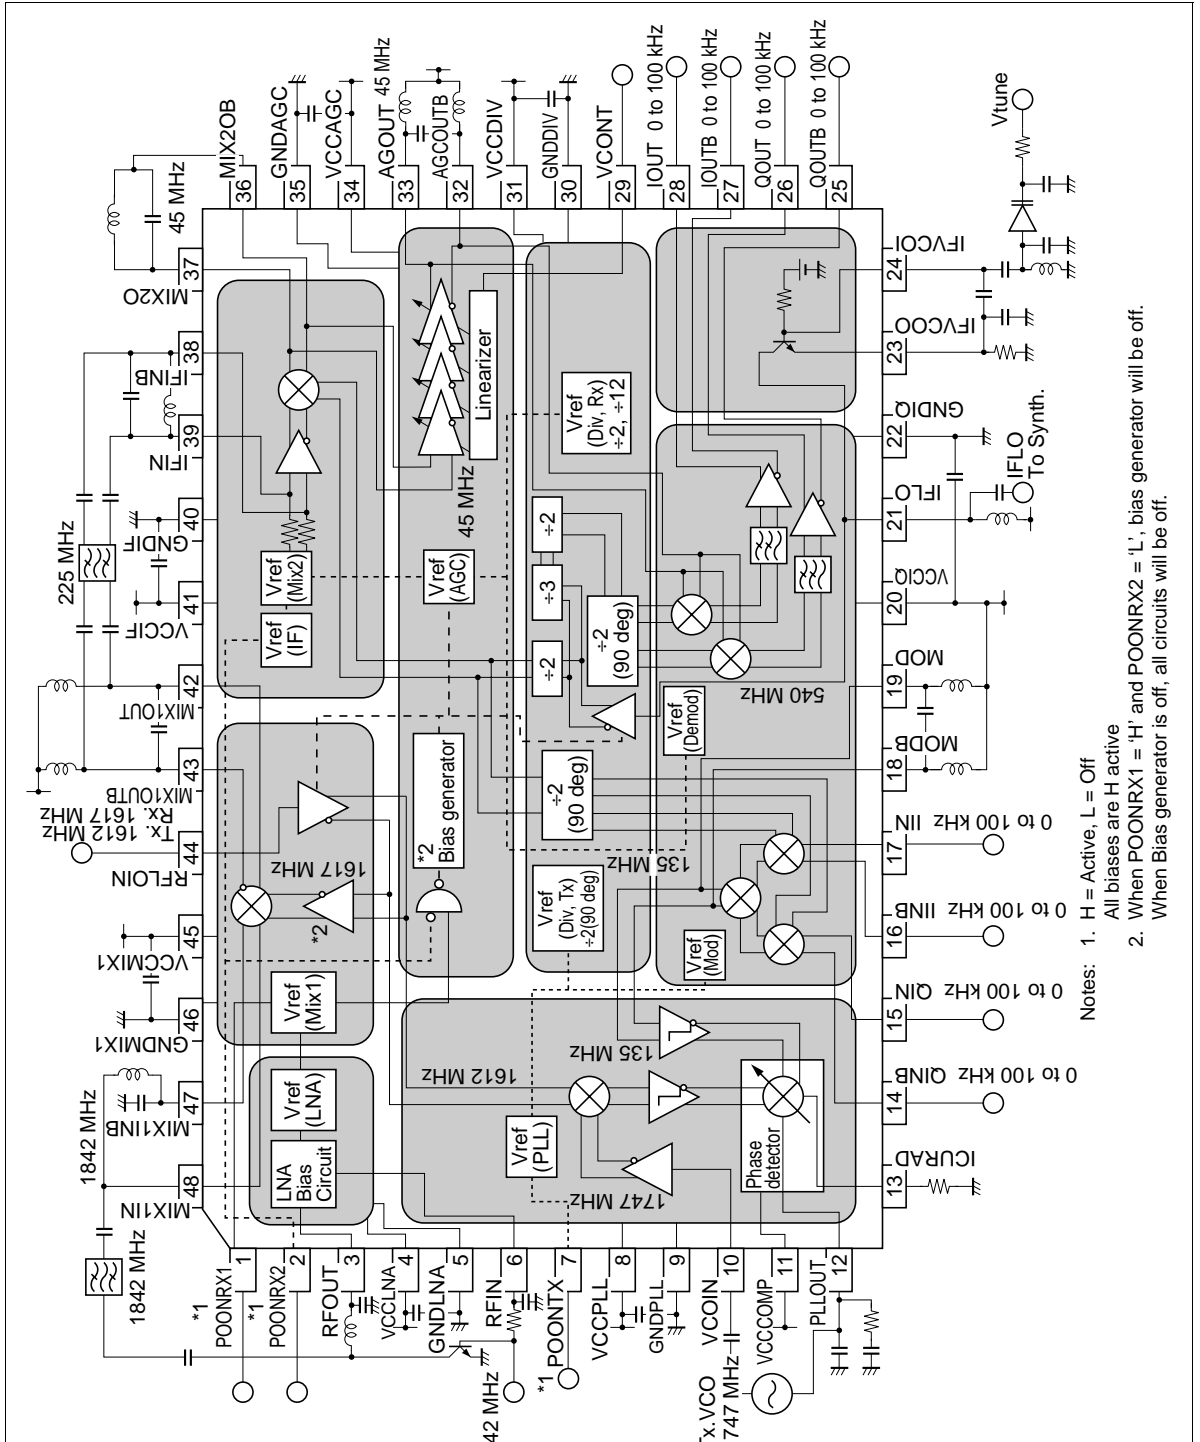 MIX2OB
GNDAGC
VCCAGC
AGOUT 45 MHz
AGCOUTB
VCCDIV
GNDDIV
VCONT
IOUT 0 to 100 kHz
IOUTB 0 to 100 kHz
QOUT 0 to 100 kHz
QOUTB 0 to 100 kHz
36
35
34
33
32
31
30
29
28
27
26
25
45 MHz
37
MIX2O
38
IFINB
39
IFIN
225 MHz
40
GNDIF
41
VCCIF
42
MIX1OUT
43
MIX1OUTB
Tx. 1612 MHz
Rx. 1617 MHz
44
RFLOIN
45
VCCMIX1
46
GNDMIX1
47
MIX1INB
1842 MHz
48
MIX1IN
1842 MHz
Vtune
IFVCOI
24
IFVCOO
23
GNDIQ
22
IFLO
21
IFLO
To Synth.
VCCIQ
20
MOD
19
MODB
18
IIN 0 to 100 kHz
17
IINB 0 to 100 kHz
16
QIN 0 to 100 kHz
15
QINB 0 to 100 kHz
14
ICURAD
13
Linearizer
45 MHz
Vref
(Mix2)
Vref
(IF)
Vref
(AGC)
Vref
(Div, Rx)
÷2, ÷12
÷2
÷3
÷2
÷2
(90 deg)
540 MHz
Vref
(Demod)
*2
Bias generator
÷2
(90 deg)
135 MHz
1617 MHz
*2
Vref
(Div, Tx)
÷2(90 deg)
Vref
(Mod)
Vref
(Mix1)
Vref
(LNA)
LNA
Bias
Circuit
1612 MHz
135 MHz
Vref
(PLL)
1747 MHz
Phase
detector
1
2
3
4
5
6
7
8
9
10
11
12
*1
POONRX1
*1
POONRX2
RFOUT
VCCLNA
GNDLNA
RFIN
42 MHz
*1 POONTX
VCCPLL
GNDPLL
VCOIN
Tx.VCO
747 MHz
VCCCOMP
PLLOUT
Notes: 1. H = Active, L = Off
All biases are H active
2. When POONRX1 = 'H' and POONRX2 = 'L', bias generator will be off.
When Bias generator is off, all circuits will be off.